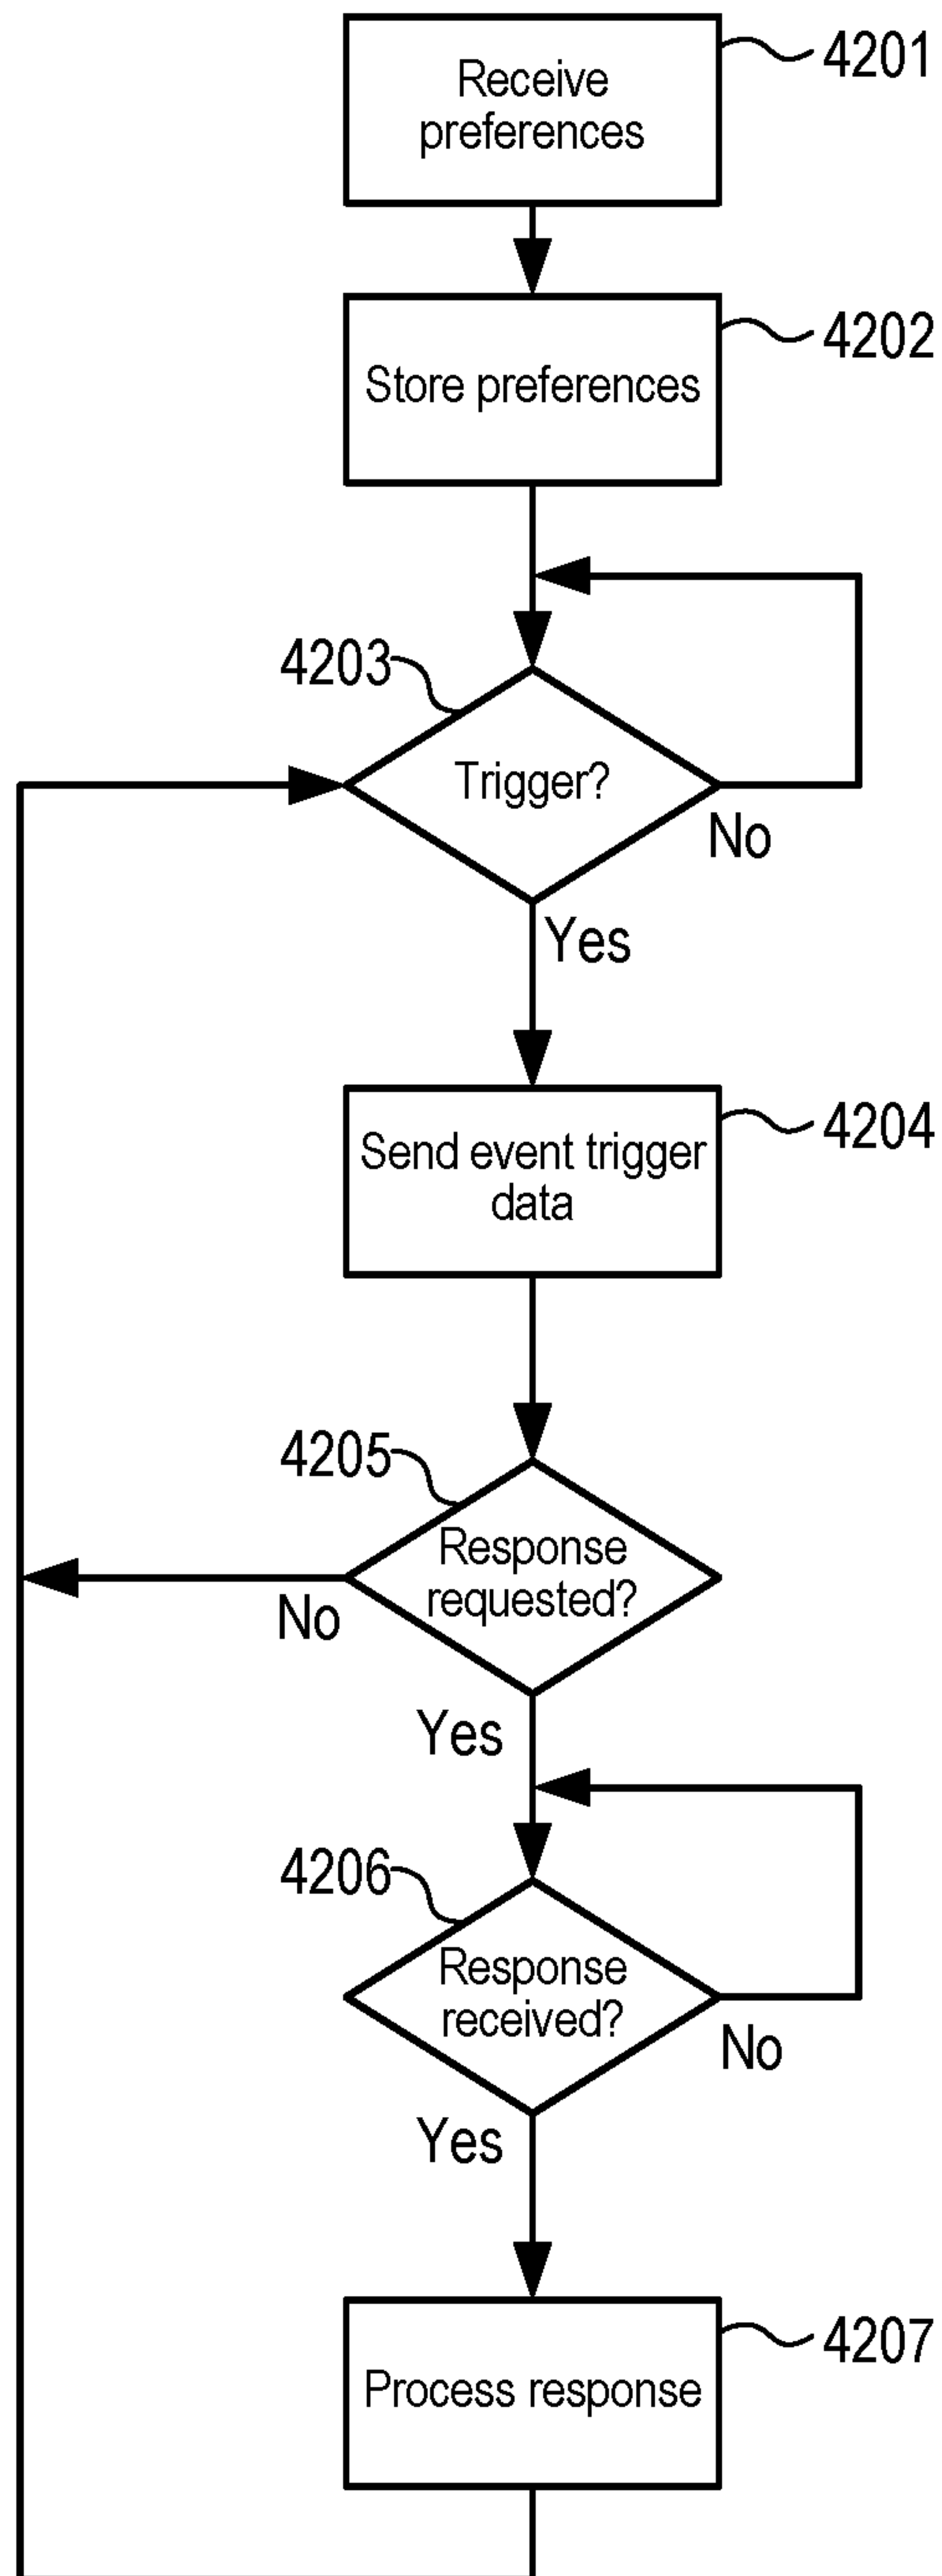 Receive
preferences
4201
Store preferences
4202
4203
Trigger?
No
Yes
Send event trigger
data
4204
4205
Response
requested?
No
Yes
4206
Response
received?
No
Yes
Process response
4207